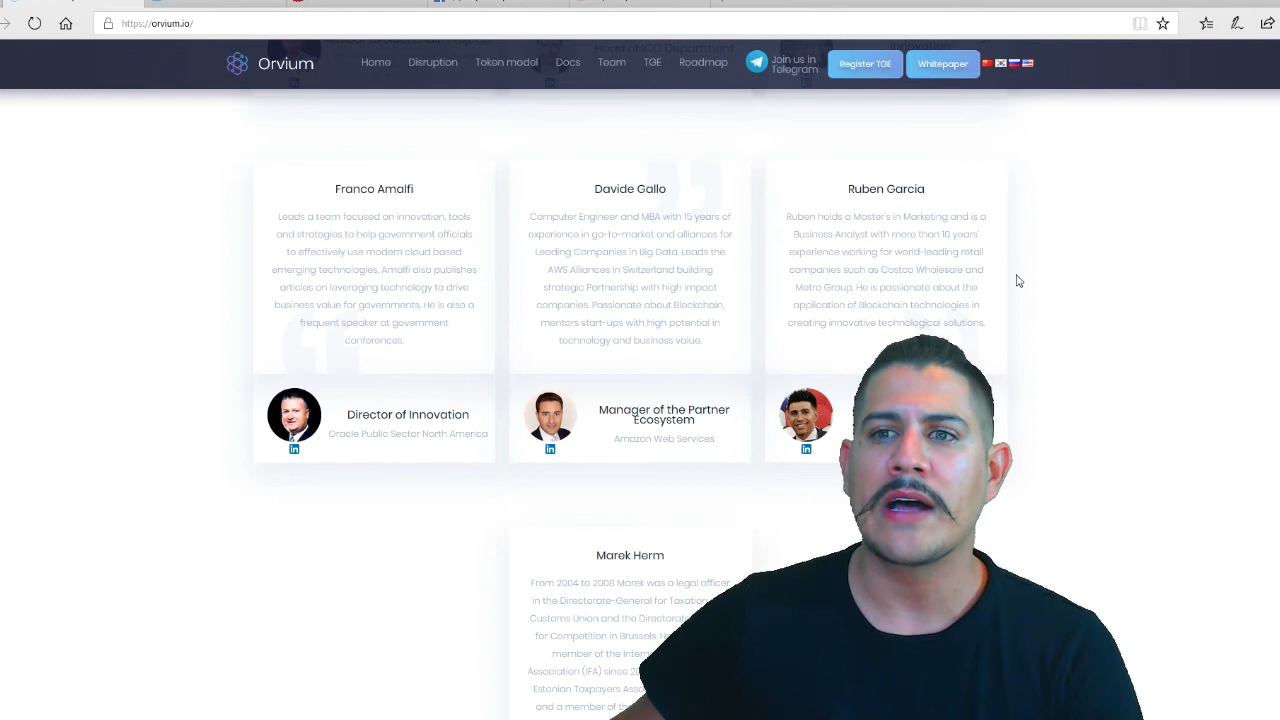 https://orvium.io/
Orvium
Home
Disruption
Token model
Docs
Team
TGE
Roadmap
Join us in
Telegram
Register TGE
Whitepaper
Franco Amalfi
Leads a team focused on innovation, tools
and strategies to help government officials
to effectively use modern cloud based
emerging technologies. Amalfi also publishes
articles on leveraging technology to drive
business value for governments. He is also a
frequent speaker at government
conferences.
Director of Innovation
Oracle Public Sector North America
in
Davide Gallo
Computer Engineer and MBA with 15 years of
experience in go-to-market and alliances for
Leading Companies in Big Data. Leads the
AWS Alliances in Switzerland building
strategic Partnership with high impact
companies. Passionate about Blockchain,
mentors start-ups with high potential in
technology and business value.
Manager of the Partner
Ecosystem
Amazon Web Services
in
Ruben Garcia
Ruben holds a Master's in Marketing and is a
Business Analyst with more than 10 years'
experience working for world-leading retail
companies such as Costco Wholesale and
Metro Group. He is passionate about the
application of Blockchain technologies in
creating innovative technological solutions.
in
Marek Herm
From 2004 to 2008 Marek was a legal officer
in the Directorate-General for Taxation
Customs Union and the Directorate
for Competition in Brussels. He
member of the
Association (IFA) since
Estonian Taxpayers
and a member of